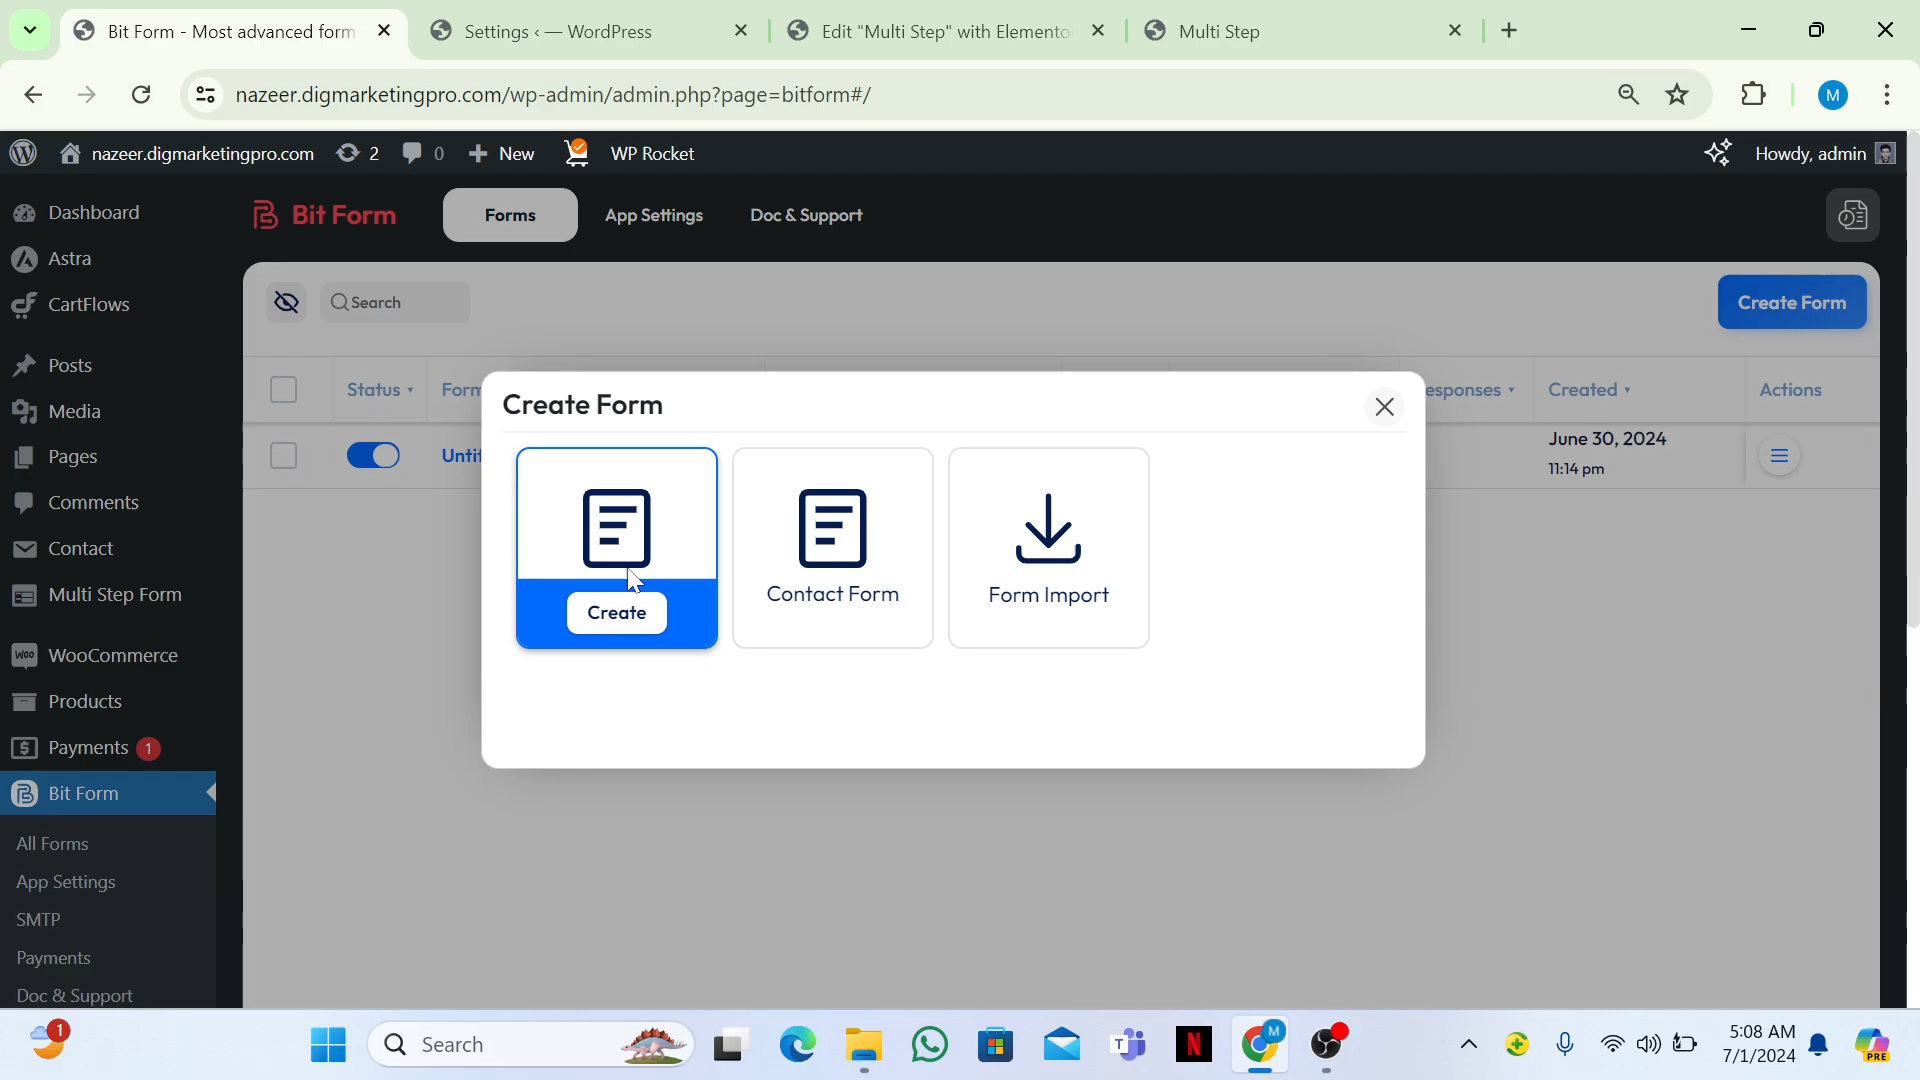 Bit Form - Most advanced form
Settings ‹ — WordPress
Edit "Multi Step" with Elemento
Multi Step
nazeer.digmarketingpro.com/wp-admin/admin.php?page=bitform#/
M
nazeer.digmarketingpro.com
2
0
New
WP Rocket
Howdy, admin
Dashboard
Astra
CartFlows
Posts
Media
Pages
Comments
Contact
Multi Step Form
WooCommerce
Products
Payments 1
Bit Form
All Forms
App Settings
SMTP
Payments
Doc & Support
Bit Form
Forms
App Settings
Doc & Support
Search
Create Form
Status
Form
esponses
Created
Actions
Untit
June 30, 2024
11:14 pm
Create Form
Create
Contact Form
Form Import
1
Search
5:08 AM
7/1/2024
PRE